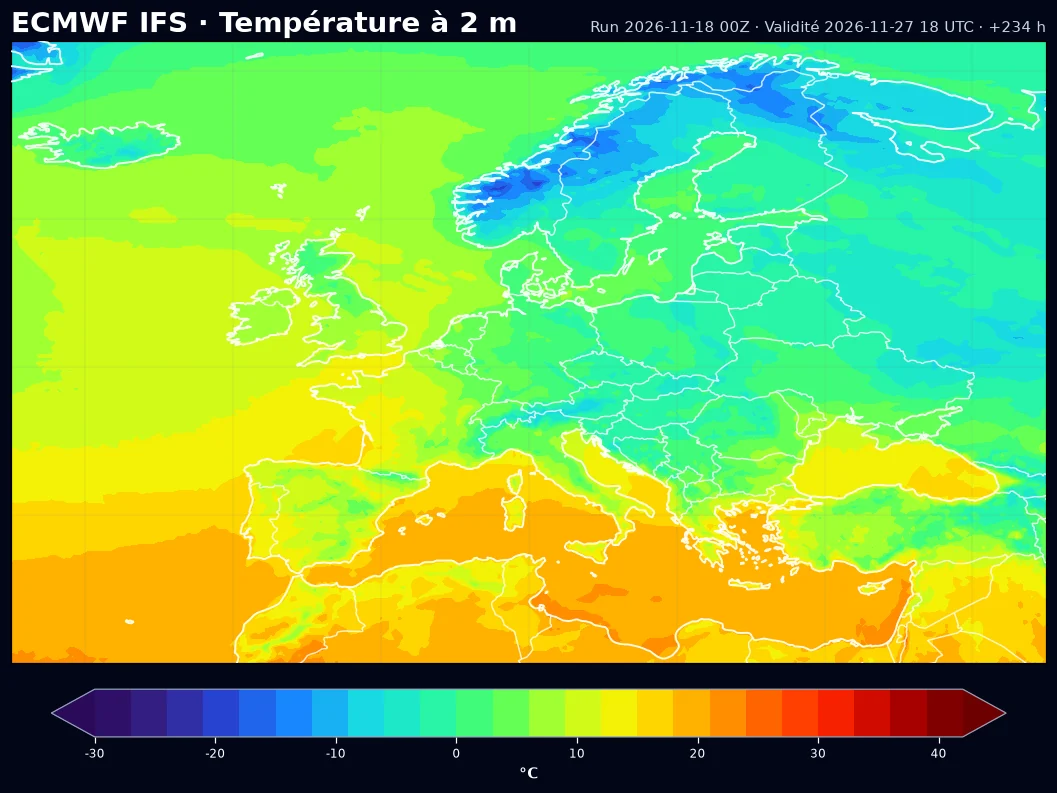 ECMWF IFS · Température à 2 m
Run 2026-11-18 00Z · Validité 2026-11-27 18 UTC · +234 h
-30 -20 -10 0 10 20 30 40
°C